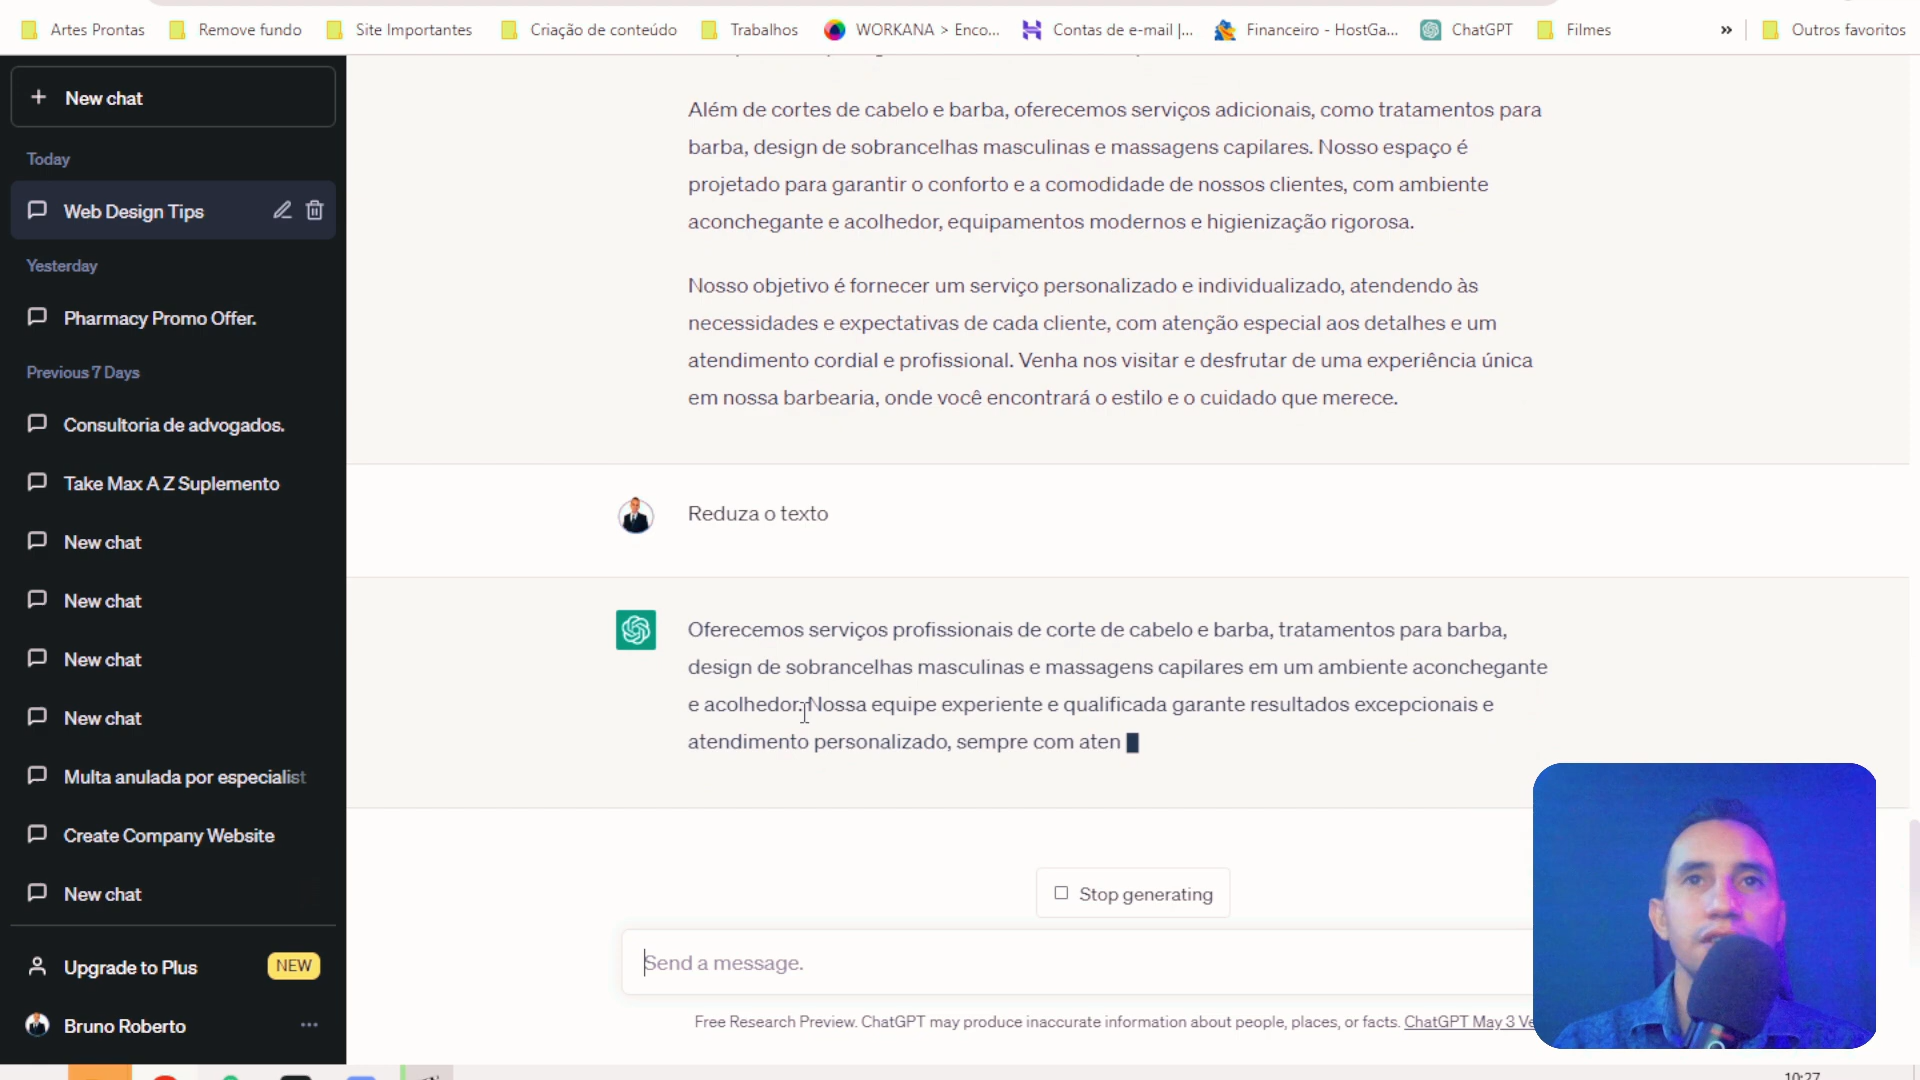 Artes Prontas
Remove fundo
Site Importantes
Criação de conteúdo
Trabalhos
WORKANA > Enco...
Contas de e-mail |...
Financeiro - HostGa...
ChatGPT
Filmes
»
Outros favoritos
+ New chat
Today
Web Design Tips
Yesterday
Pharmacy Promo Offer.
Previous 7 Days
Consultoria de advogados.
Take Max A Z Suplemento
New chat
New chat
New chat
New chat
Multa anulada por especialist
Create Company Website
New chat
Upgrade to Plus
NEW
Bruno Roberto
...
Além de cortes de cabelo e barba, oferecemos serviços adicionais, como tratamentos para
barba, design de sobrancelhas masculinas e massagens capilares. Nosso espaço é
projetado para garantir o conforto e a comodidade de nossos clientes, com ambiente
aconchegante e acolhedor, equipamentos modernos e higienização rigorosa.
Nosso objetivo é fornecer um serviço personalizado e individualizado, atendendo às
necessidades e expectativas de cada cliente, com atenção especial aos detalhes e um
atendimento cordial e profissional. Venha nos visitar e desfrutar de uma experiência única
em nossa barbearia, onde você encontrará o estilo e o cuidado que merece.
Reduza o texto
Oferecemos serviços profissionais de corte de cabelo e barba, tratamentos para barba,
design de sobrancelhas masculinas e massagens capilares em um ambiente aconchegante
e acolhedor. Nossa equipe experiente e qualificada garante resultados excepcionais e
atendimento personalizado, sempre com aten
Stop generating
Send a message.
Free Research Preview. ChatGPT may produce inaccurate information about people, places, or facts. ChatGPT May 3 Ve
10:27